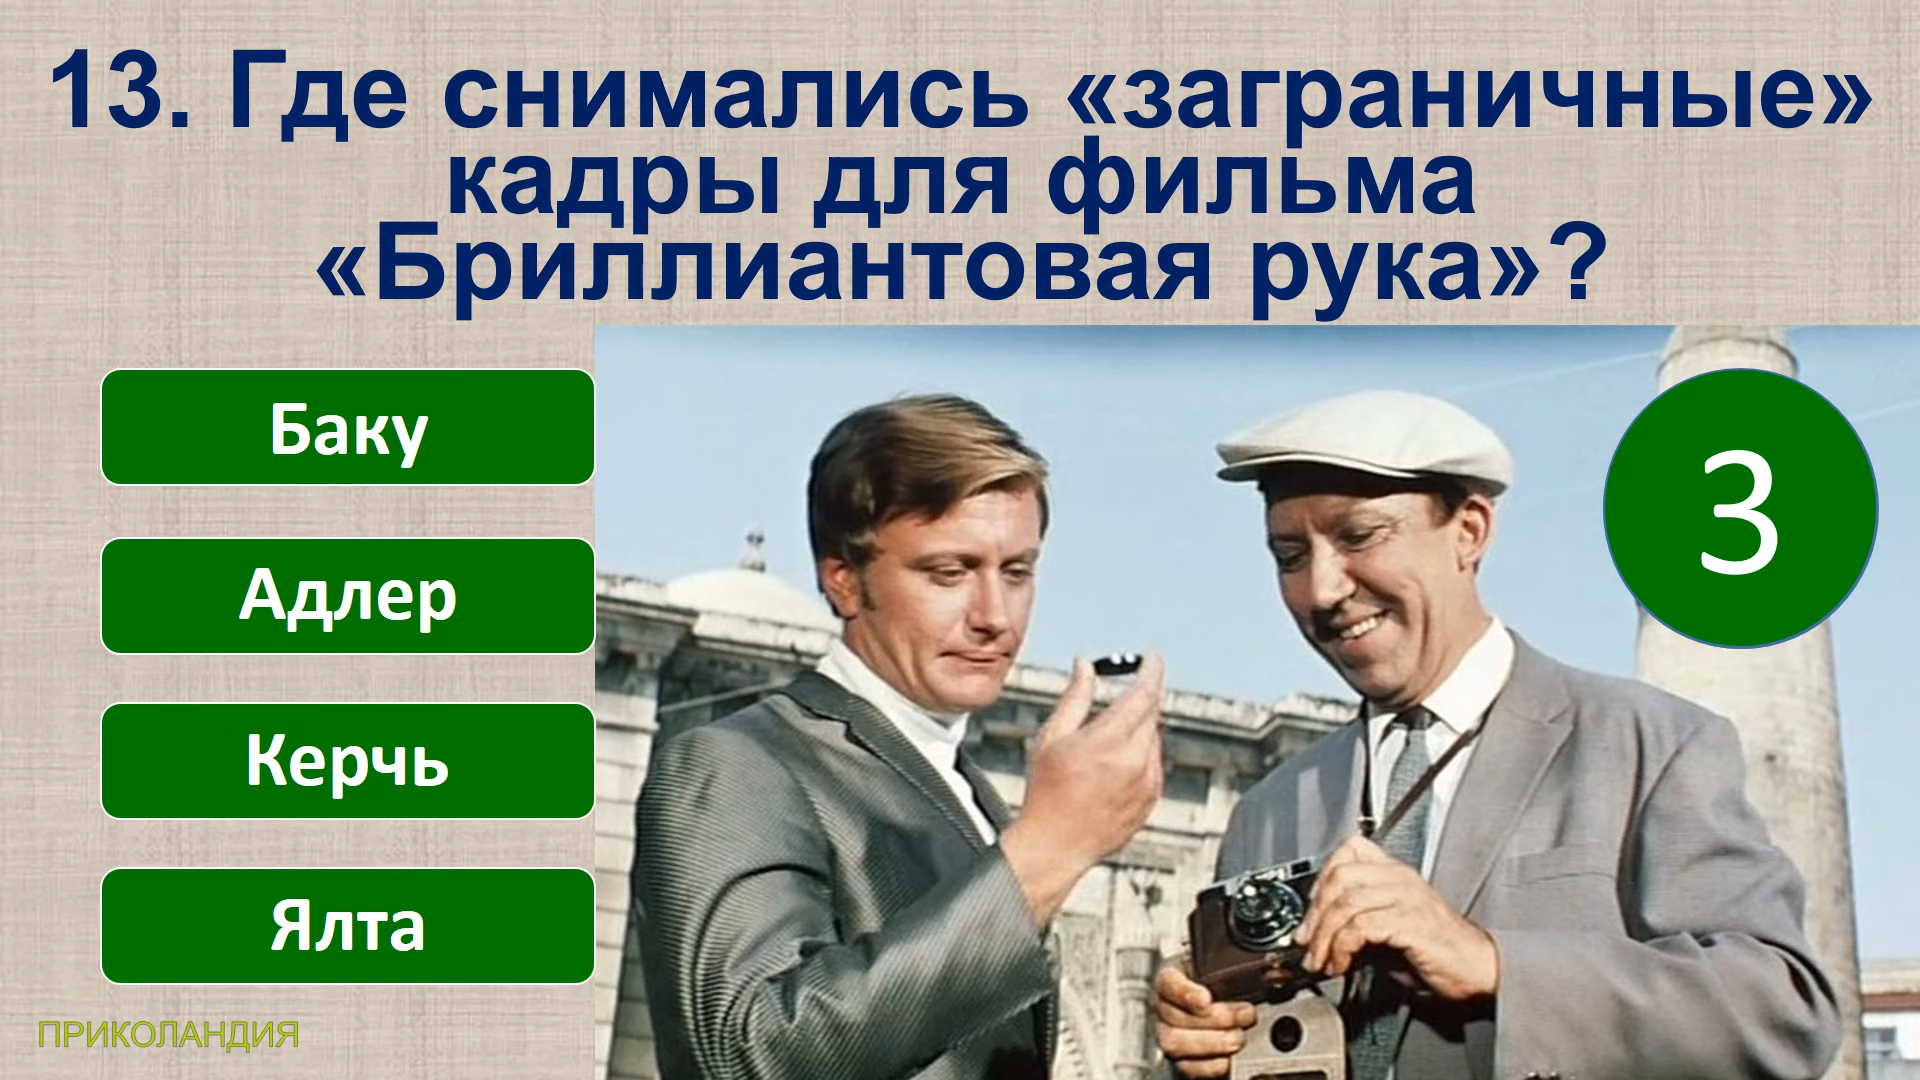 13. Где снимались «заграничные»
кадры для фильма
«Бриллиантовая рука»?
Баку
Адлер
Керчь
Ялта
3
ПРИКОЛАНДИЯ